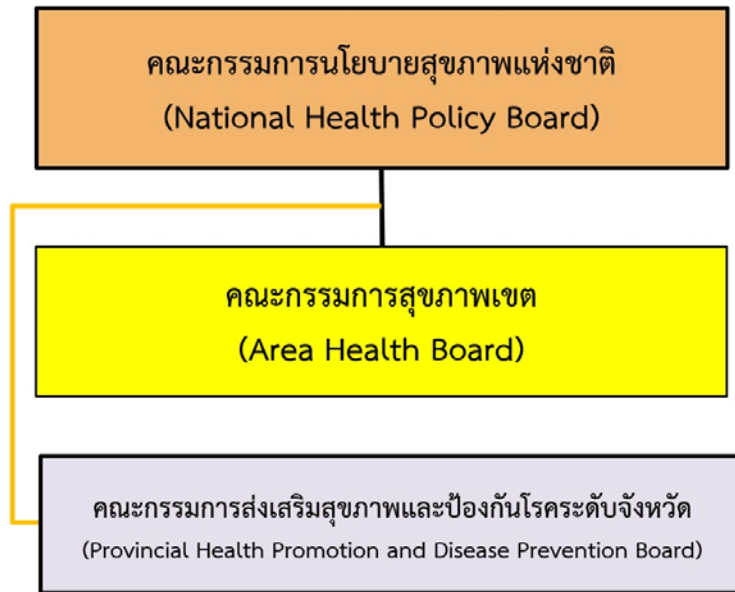 คณะกรรมการนโยบายสุขภาพแห่งชาติ
(National Health Policy Board)
คณะกรรมการสุขภาพเขต
(Area Health Board)
คณะกรรมการส่งเสริมสุขภาพและป้องกันโรคระดับจังหวัด
(Provincial Health Promotion and Disease Prevention Board)